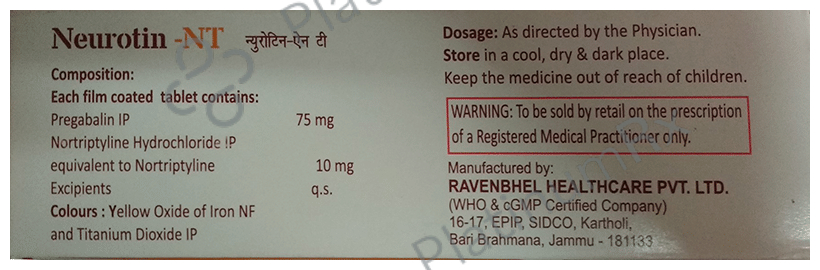 Neurotin -NT न्युरोटिन-ऐन टी
Composition:
Each film coated tablet contains:
Pregabalin IP 75 mg
Nortriptyline Hydrochloride IP
equivalent to Nortriptyline 10 mg
Excipients q.s.
Colours : Yellow Oxide of Iron NF
and Titanium Dioxide IP
Dosage: As directed by the Physician.
Store in a cool, dry & dark place.
Keep the medicine out of reach of children.
WARNING: To be sold by retail on the prescription
of a Registered Medical Practitioner only.
Manufactured by:
RAVENBHEL HEALTHCARE PVT. LTD.
(WHO & cGMP Certified Company)
16-17, EPIP, SIDCO, Kartholi,
Bari Brahmana, Jammu - 181133